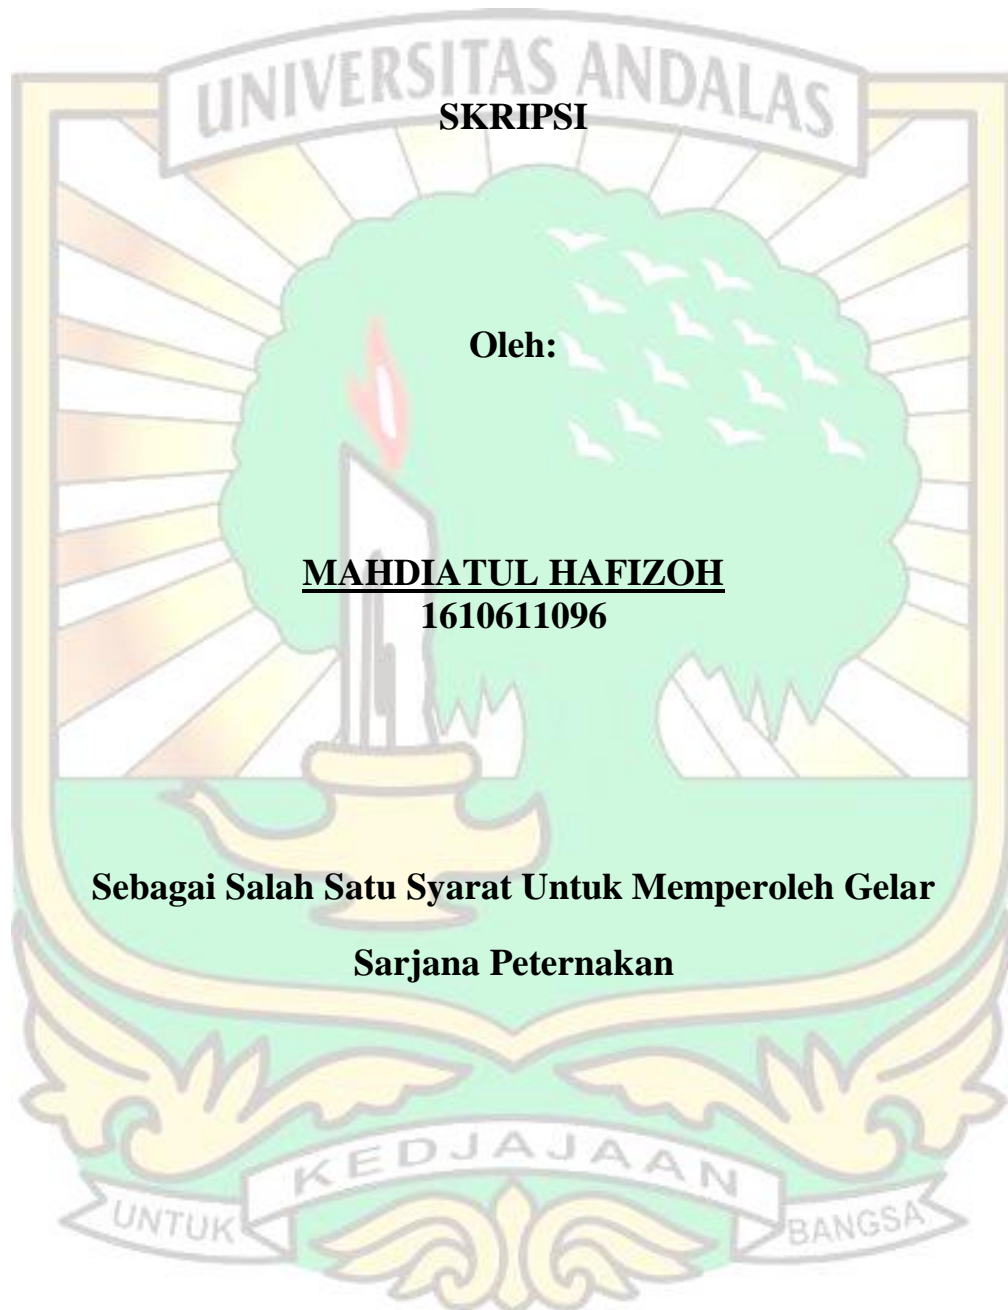 UNIVERSITAS ANDALAS
SKRIPSI
Oleh:
MAHDIATUL HAFIZOH
1610611096
Sebagai Salah Satu Syarat Untuk Memperoleh Gelar
Sarjana Peternakan
UNTUK KEDJAJAAN BANGSA